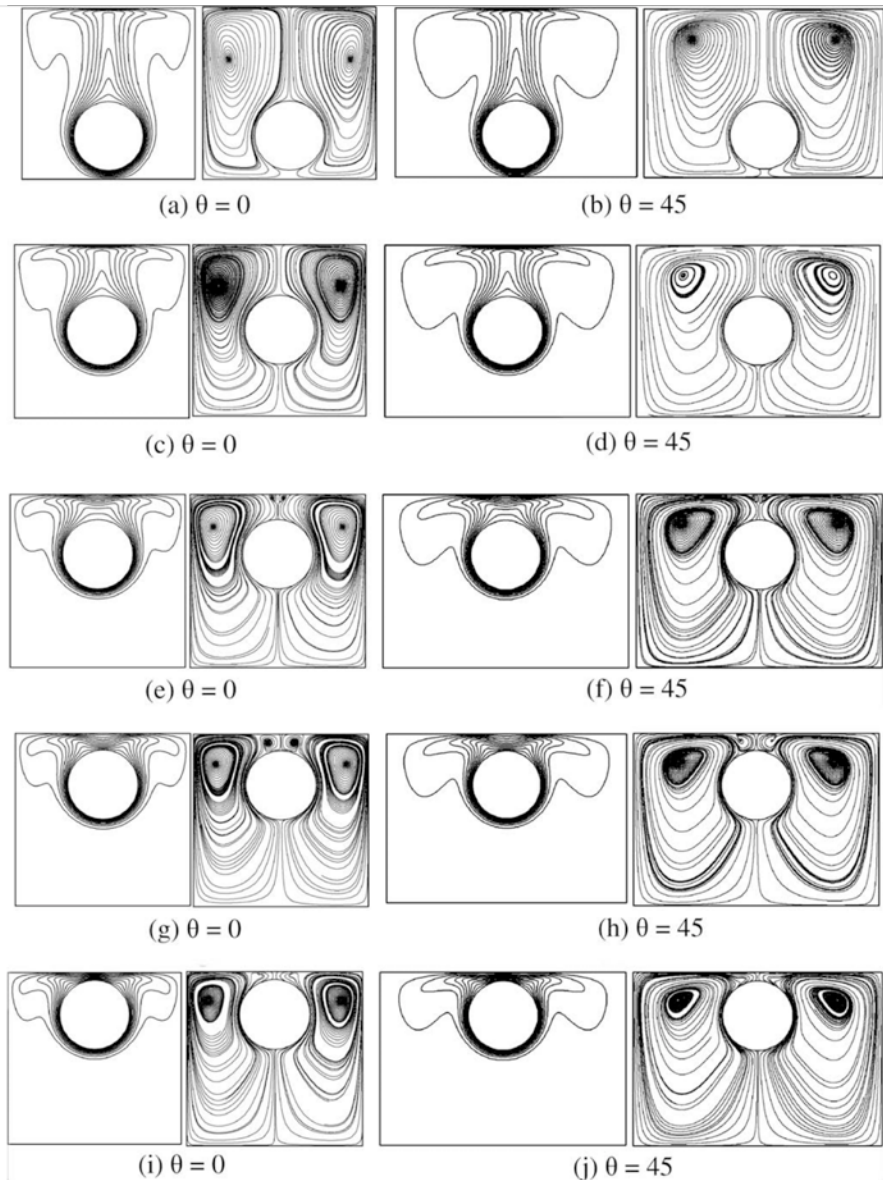 (a) θ = 0
(b) θ = 45
(c) θ = 0
(d) θ = 45
(e) θ = 0
(f) θ = 45
(g) θ = 0
(h) θ = 45
(i) θ = 0
(j) θ = 45